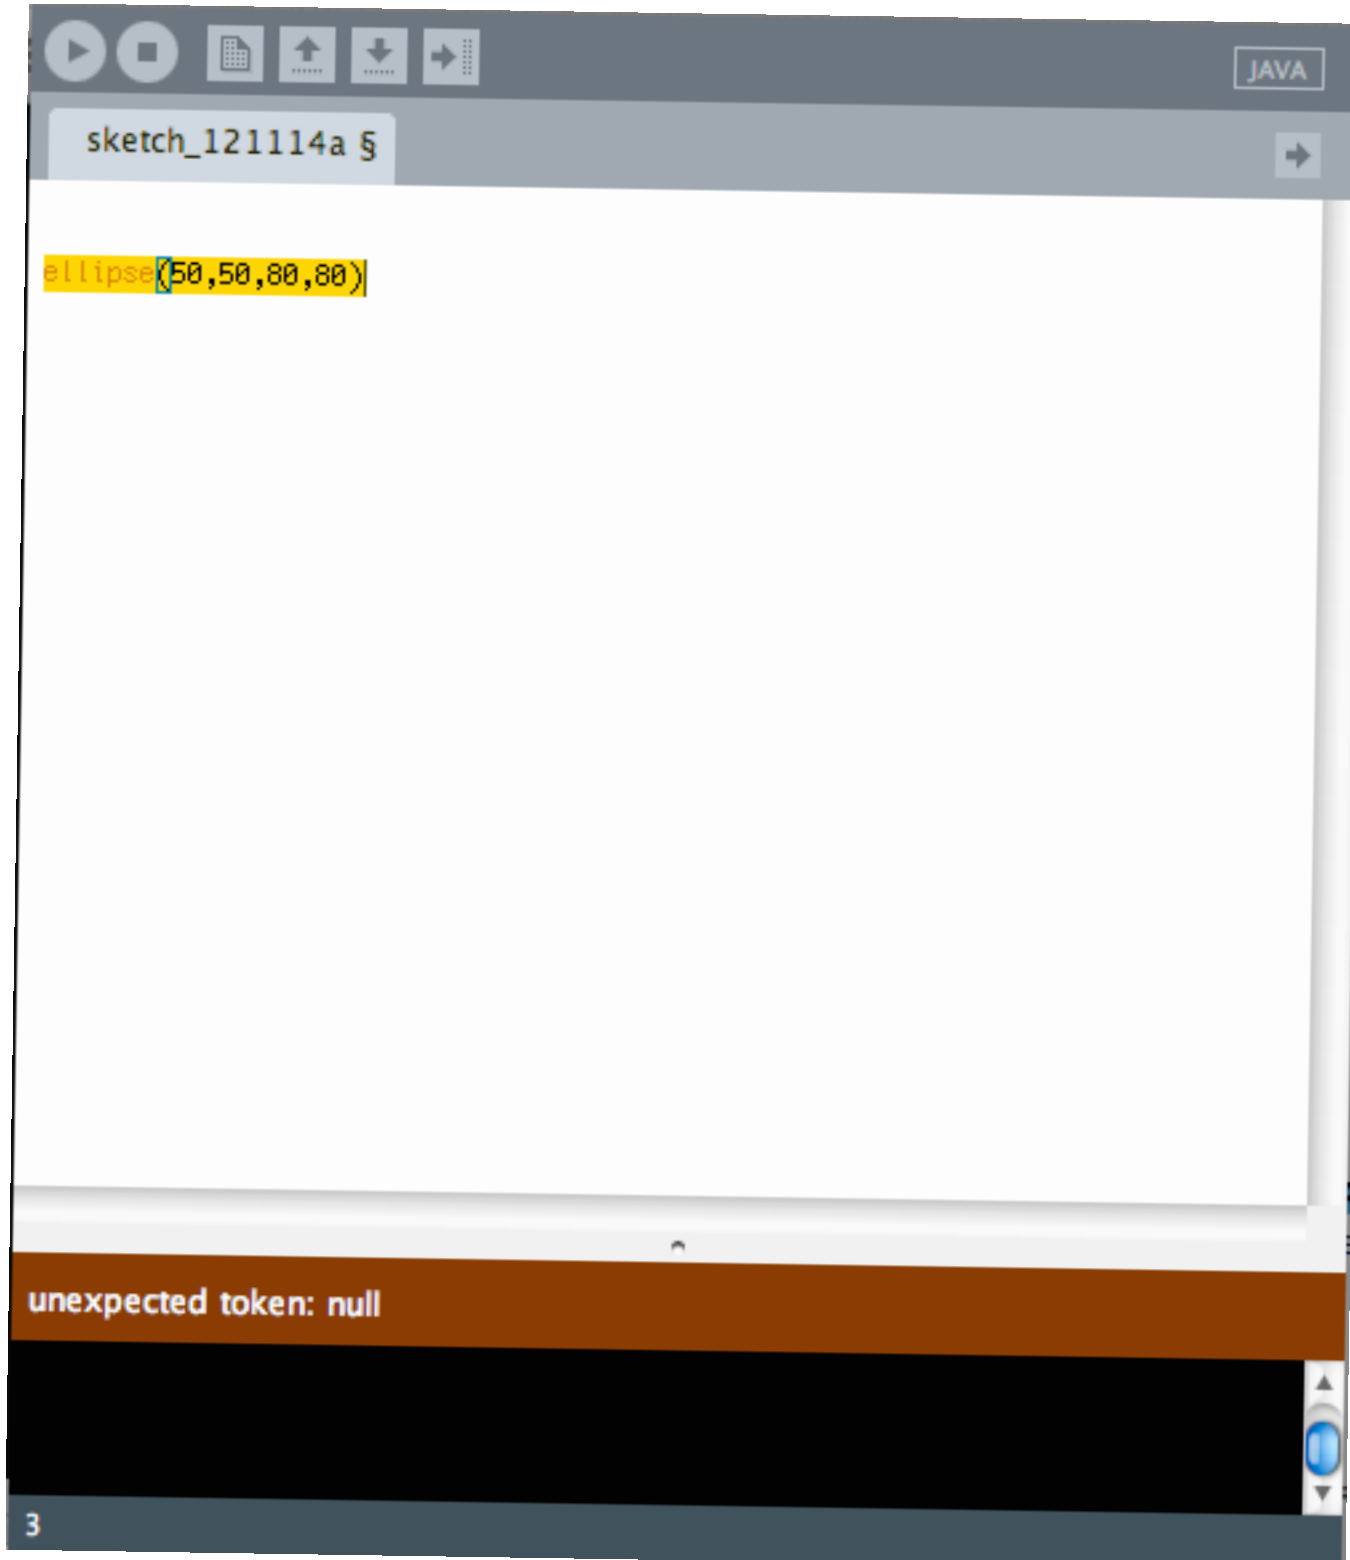 JAVA
sketch_121114a §
ellipse(50,50,80,80)
unexpected token: null
3